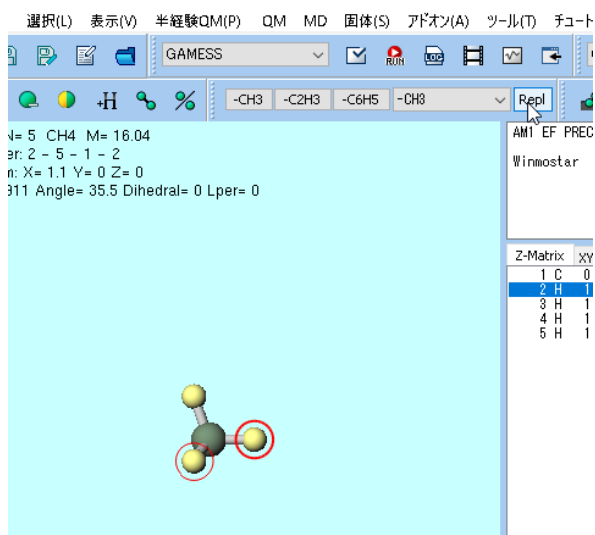 選択(L) 表示(V) 半経験QM(P) QM MD 固体(S) アドオン(A) ツール(T) チュート
GAMESS RUN LOG
+H % -CH3 -C2H3 -C6H5 -CH3 Repl
N= 5 CH4 M= 16.04
er: 2 - 5 - 1 - 2
m: X= 1.1 Y= 0 Z= 0
911 Angle= 35.5 Dihedral= 0 Lper= 0
AM1 EF PREC
Winmostar
Z-Matrix XY
1 C 0
2 H 1
3 H 1
4 H 1
5 H 1